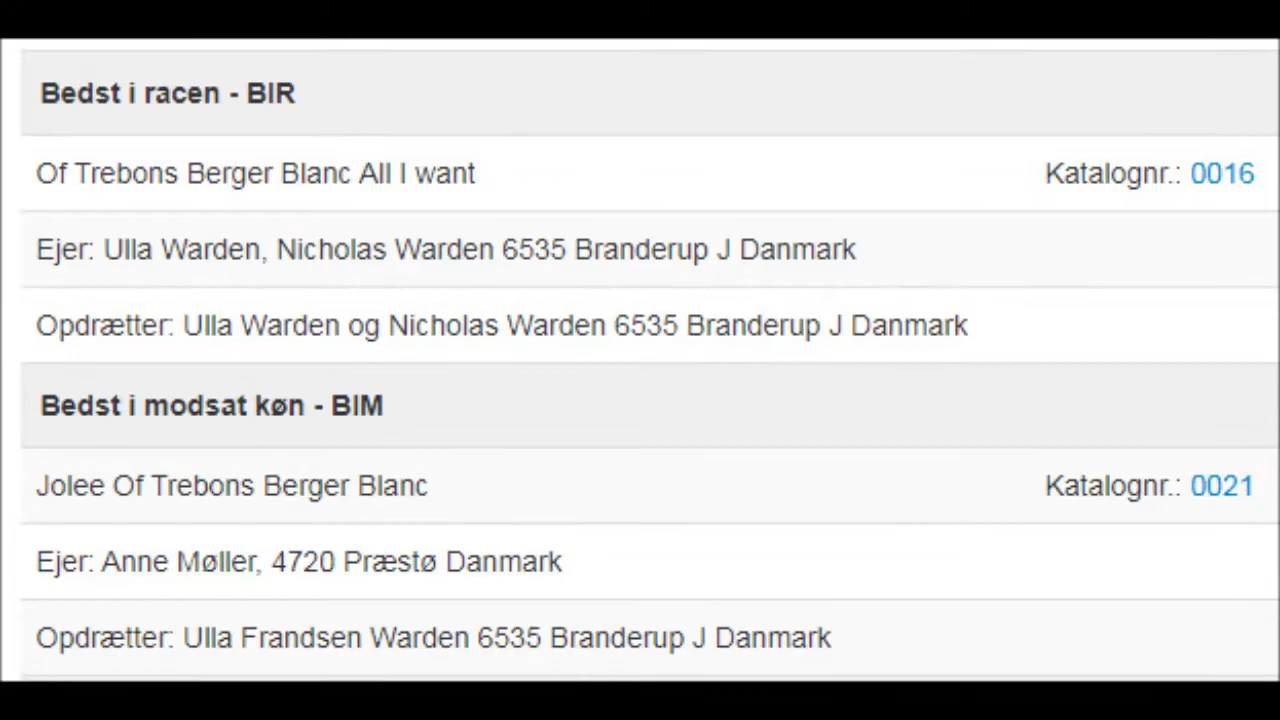 Bedst i racen - BIR
Of Trebons Berger Blanc All I want Katalognr.: 0016
Ejer: Ulla Warden, Nicholas Warden 6535 Branderup J Danmark
Opdrætter: Ulla Warden og Nicholas Warden 6535 Branderup J Danmark
Bedst i modsat køn - BIM
Jolee Of Trebons Berger Blanc Katalognr.: 0021
Ejer: Anne Møller, 4720 Præstø Danmark
Opdrætter: Ulla Frandsen Warden 6535 Branderup J Danmark